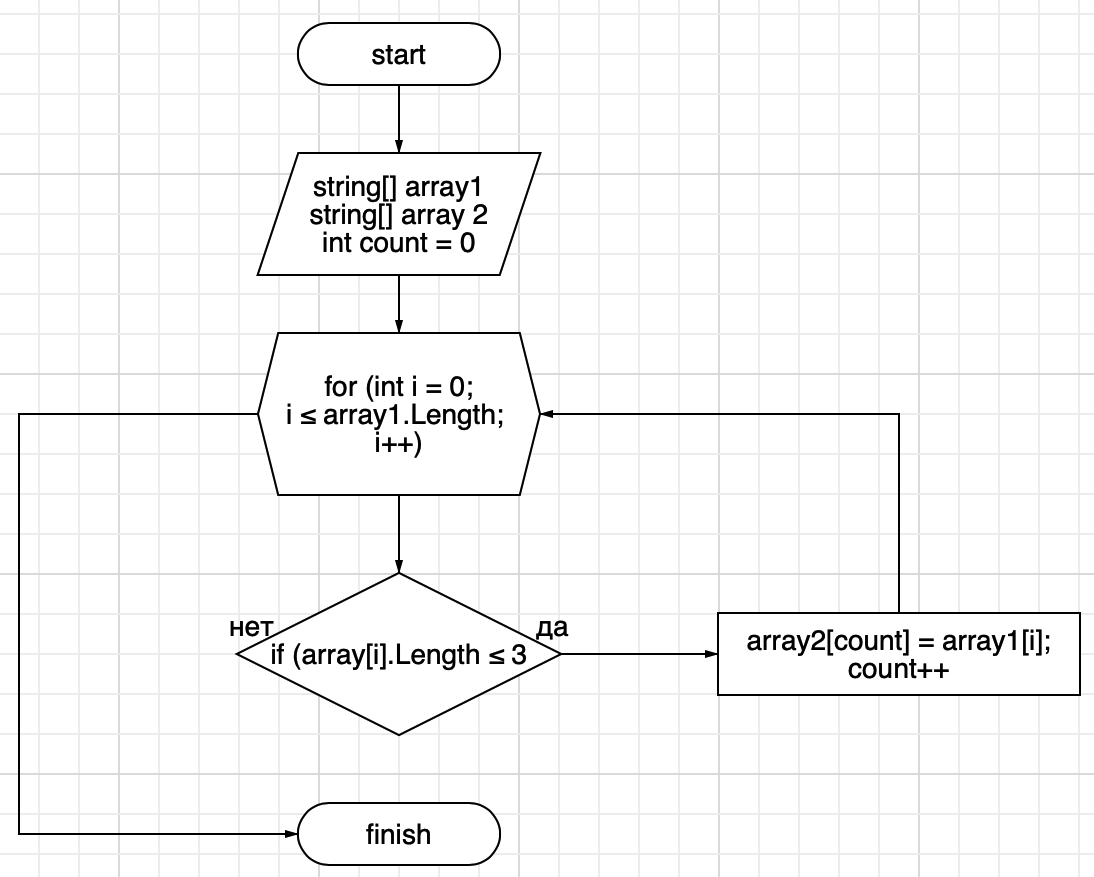 start
string[] array1
string[] array 2
int count = 0
for (int i = 0;
i ≤ array1.Length;
i++)
нет
да
if (array[i].Length ≤ 3
array2[count] = array1[i];
count++
finish